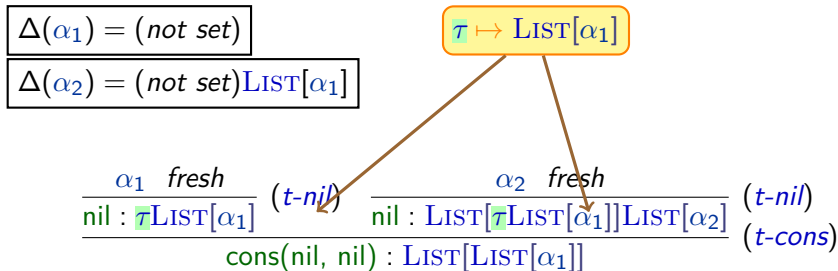 Δ(α₁) = (not set)
τ ↦ LIST[α₁]
Δ(α₂) = (not set)LIST[α₁]
α₁ fresh
(t-nil)
α₂ fresh
(t-nil)
nil : τLIST[α₁]
nil : LIST[τLIST[α₁]]LIST[α₂]
(t-cons)
cons(nil, nil) : LIST[LIST[α₁]]